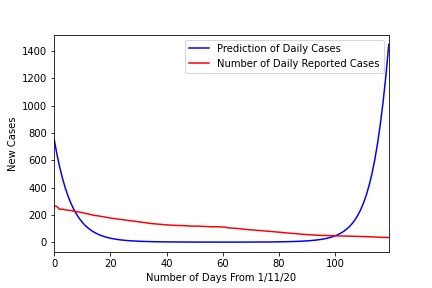 Prediction of Daily Cases
Number of Daily Reported Cases
New Cases
1400
1200
1000
800
600
400
200
0
0 20 40 60 80 100
Number of Days From 1/11/20